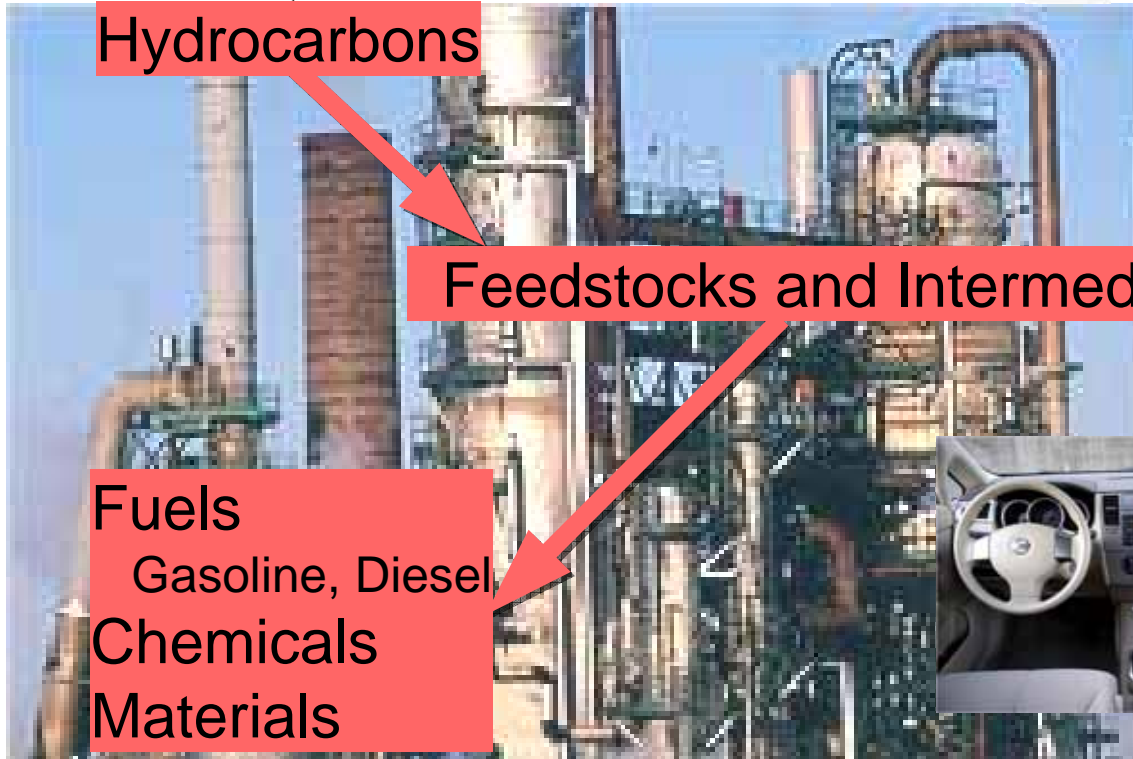 Hydrocarbons
Feedstocks and Intermed
Fuels
Gasoline, Diesel
Chemicals
Materials